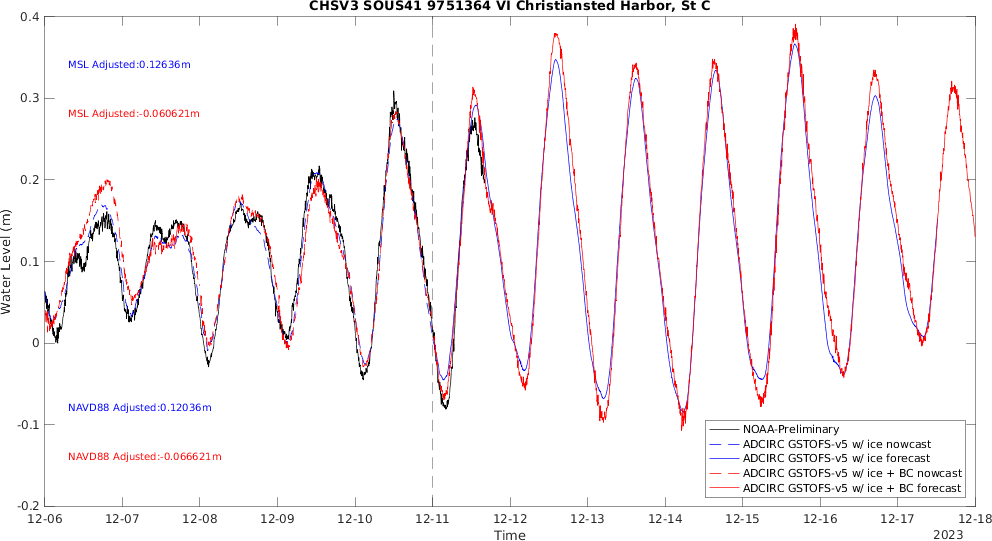 CHSV3 SOUS41 9751364 VI Christiansted Harbor, St C
0.4
0.3
0.2
0.1
0
-0.1
-0.2
Water Level (m)
MSL Adjusted:0.12636m
MSL Adjusted:-0.060621m
NAVD88 Adjusted:0.12036m
NAVD88 Adjusted:-0.066621m
NOAA-Preliminary
ADCIRC GSTOFS-v5 w/ ice nowcast
ADCIRC GSTOFS-v5 w/ ice forecast
ADCIRC GSTOFS-v5 w/ ice + BC nowcast
ADCIRC GSTOFS-v5 w/ ice + BC forecast
12-06 12-07 12-08 12-09 12-10 12-11 12-12 12-13 12-14 12-15 12-16 12-17 12-18
Time
2023